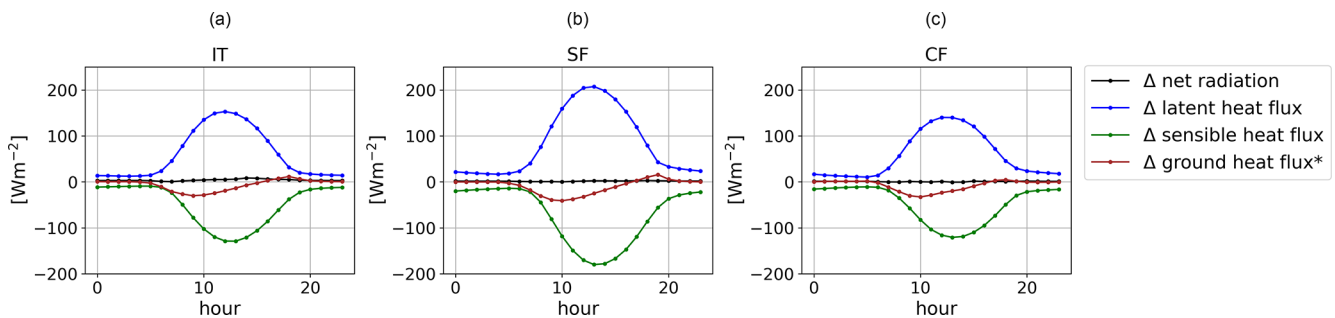 (a)
(b)
(c)
IT
SF
CF
[Wm⁻²]
200
100
0
−100
−200
0
10
20
hour
[Wm⁻²]
200
100
0
−100
−200
0
10
20
hour
[Wm⁻²]
200
100
0
−100
−200
0
10
20
hour
Δ net radiation
Δ latent heat flux
Δ sensible heat flux
Δ ground heat flux*